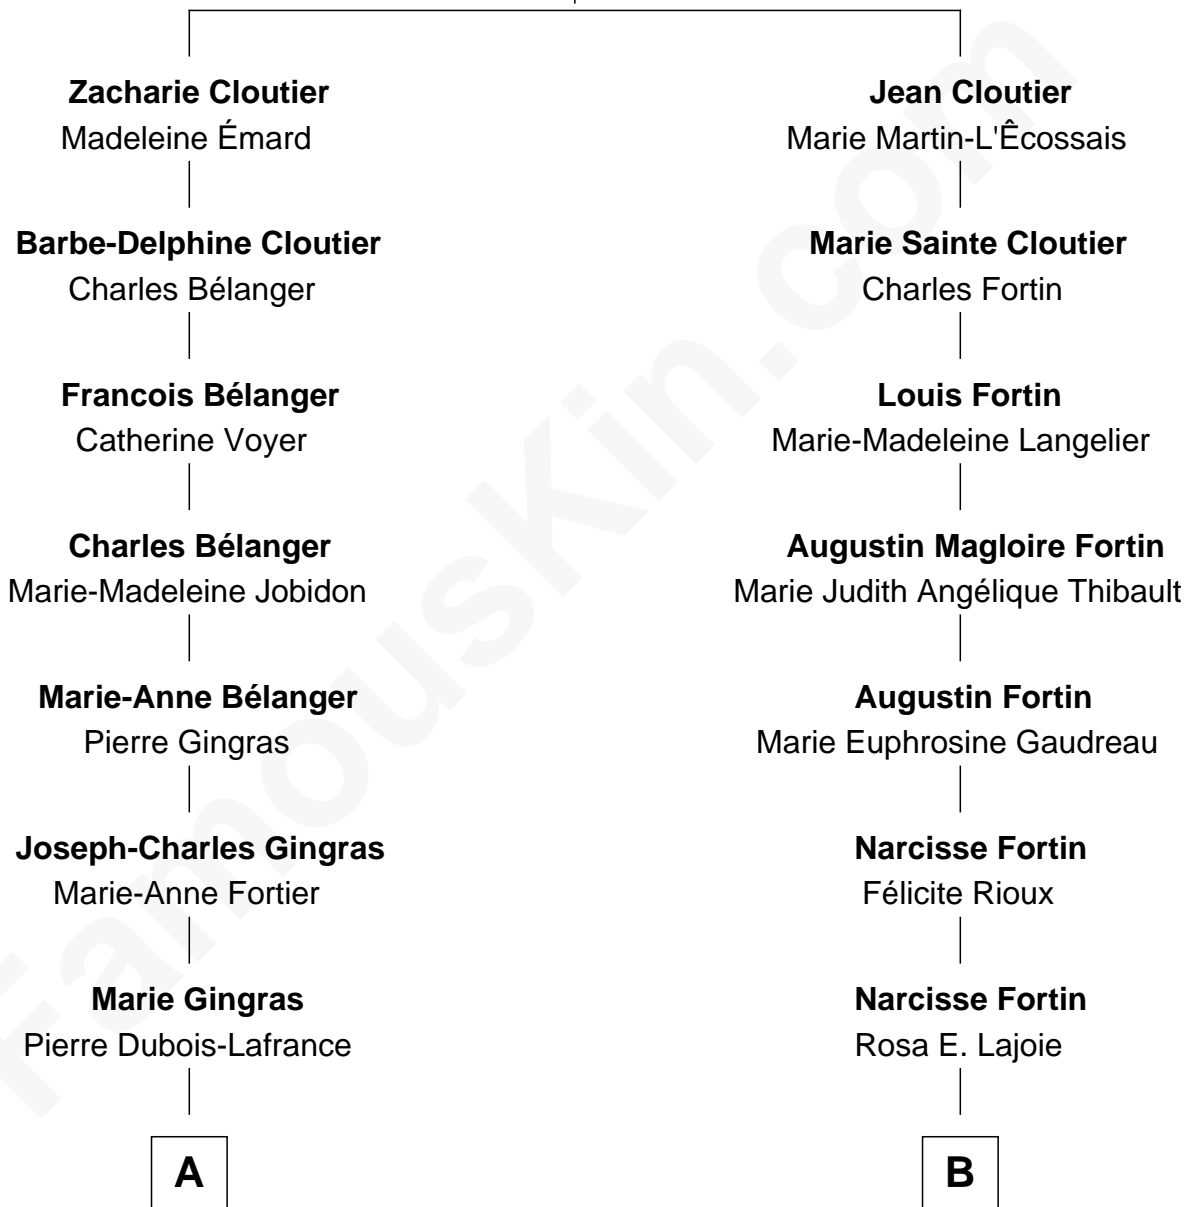 Zacharie Cloutier
Madeleine Émard
Barbe-Delphine Cloutier
Charles Bélanger
Francois Bélanger
Catherine Voyer
Charles Bélanger
Marie-Madeleine Jobidon
Marie-Anne Bélanger
Pierre Gingras
Joseph-Charles Gingras
Marie-Anne Fortier
Marie Gingras
Pierre Dubois-Lafrance
A
Jean Cloutier
Marie Martin-L'Êcossais
Marie Sainte Cloutier
Charles Fortin
Louis Fortin
Marie-Madeleine Langelier
Augustin Magloire Fortin
Marie Judith Angélique Thibault
Augustin Fortin
Marie Euphrosine Gaudreau
Narcisse Fortin
Félicite Rioux
Narcisse Fortin
Rosa E. Lajoie
B
FamousKin.com